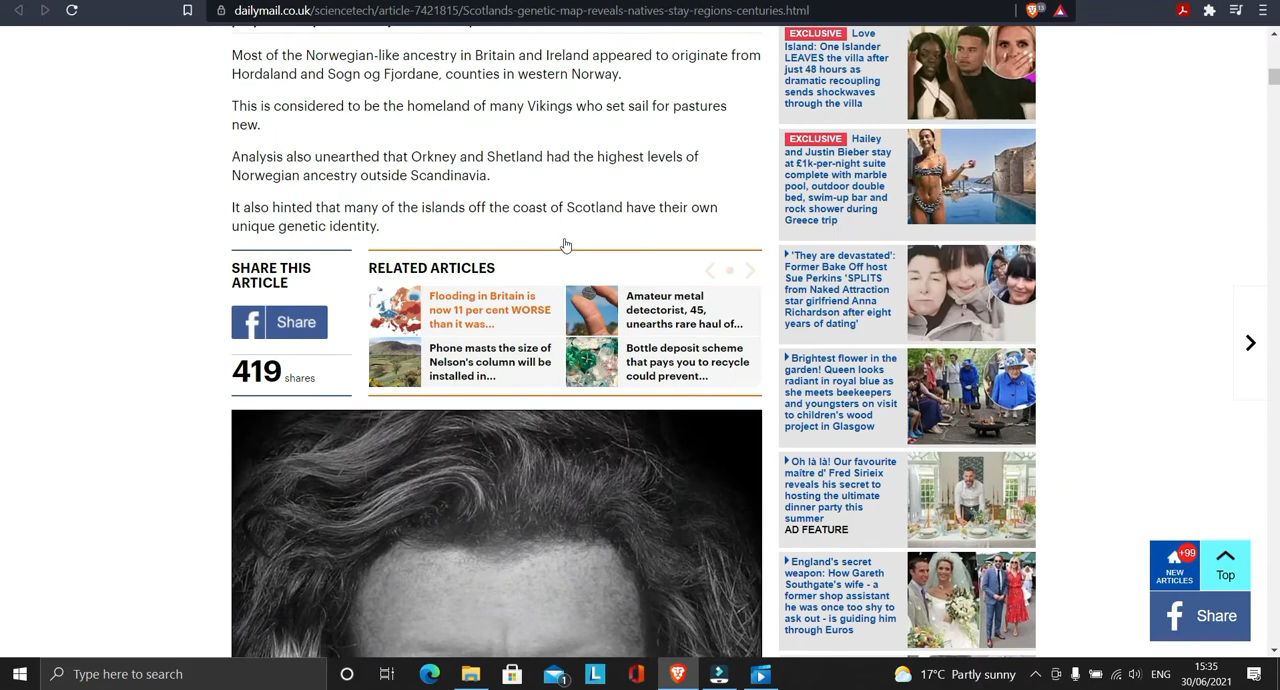 dailymail.co.uk/sciencetech/article-7421815/Scotlands-genetic-map-reveals-natives-stay-regions-centuries.html
15
Most of the Norwegian-like ancestry in Britain and Ireland appeared to originate from
Hordaland and Sogn og Fjordane, counties in western Norway.
This is considered to be the homeland of many Vikings who set sail for pastures
new.
Analysis also unearthed that Orkney and Shetland had the highest levels of
Norwegian ancestry outside Scandinavia.
It also hinted that many of the islands off the coast of Scotland have their own
unique genetic identity.
SHARE THIS
ARTICLE
Share
419 shares
RELATED ARTICLES
Flooding in Britain is
now 11 per cent WORSE
than it was...
Amateur metal
detectorist, 45,
unearths rare haul of...
Phone masts the size of
Nelson's column will be
installed in...
Bottle deposit scheme
that pays you to recycle
could prevent...
EXCLUSIVE Love
Island: One Islander
LEAVES the villa after
just 48 hours as
dramatic recoupling
sends shockwaves
through the villa
EXCLUSIVE Hailey
and Justin Bieber stay
at £1k-per-night suite
complete with marble
pool, outdoor double
bed, swim-up bar and
rock shower during
Greece trip
'They are devastated':
Former Bake Off host
Sue Perkins 'SPLITS
from Naked Attraction
star girlfriend Anna
Richardson after eight
years of dating'
Brightest flower in the
garden! Queen looks
radiant in royal blue as
she meets beekeepers
and youngsters on visit
to children's wood
project in Glasgow
Oh là là! Our favourite
maître d' Fred Sirieix
reveals his secret to
hosting the ultimate
dinner party this
summer
AD FEATURE
England's secret
weapon: How Gareth
Southgate's wife - a
former shop assistant
he was once too shy to
ask out - is guiding him
through Euros
+99
NEW
ARTICLES
Top
Share
Type here to search
1
L
17°C Partly sunny
ENG
15:35
30/06/2021